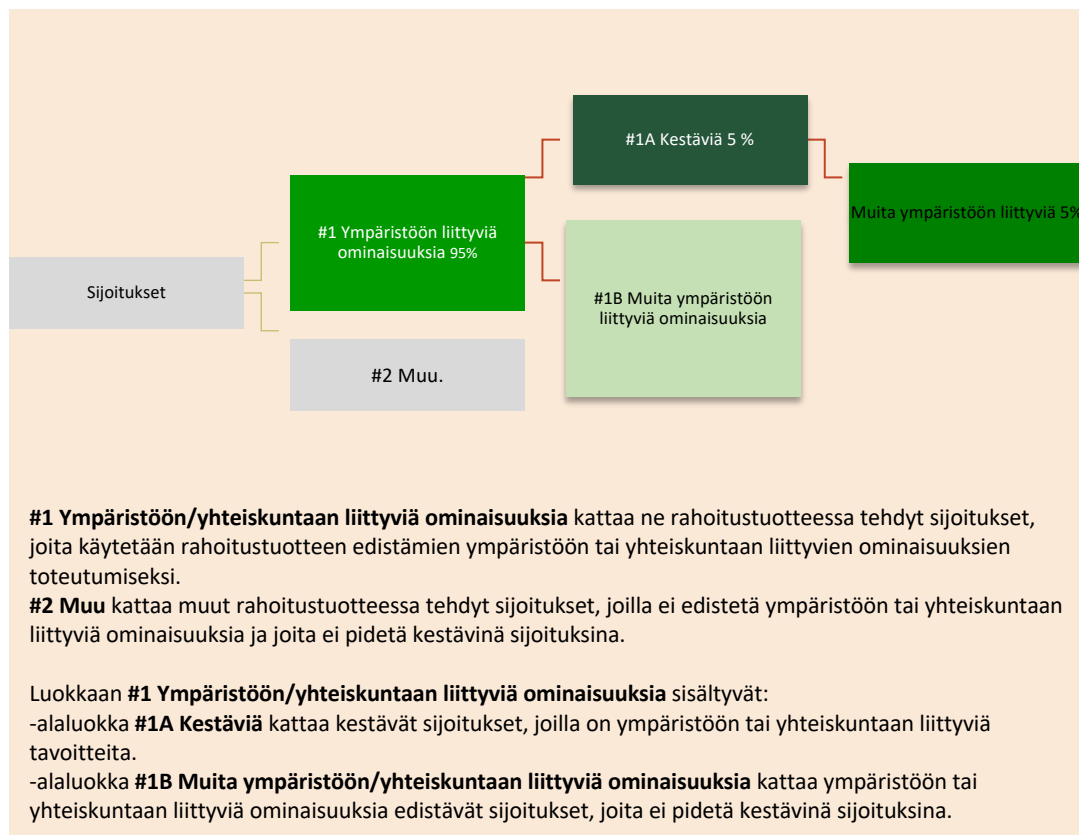 #1A Kestäviä 5 %
Muita ympäristöön liittyviä 5%
#1 Ympäristöön liittyviä
ominaisuuksia 95%
Sijoitukset
#1B Muita ympäristöön
liittyviä ominaisuuksia
#2 Muu.
#1 Ympäristöön/yhteiskuntaan liittyviä ominaisuuksia kattaa ne rahoitustuotteessa tehdyt sijoitukset,
joita käytetään rahoitustuotteen edistämien ympäristöön tai yhteiskuntaan liittyvien ominaisuuksien
toteutumiseksi.
#2 Muu kattaa muut rahoitustuotteessa tehdyt sijoitukset, joilla ei edistetä ympäristöön tai yhteiskuntaan
liittyviä ominaisuuksia ja joita ei pidetä kestävinä sijoituksina.
Luokkaan #1 Ympäristöön/yhteiskuntaan liittyviä ominaisuuksia sisältyvät:
-alaluokka #1A Kestäviä kattaa kestävät sijoitukset, joilla on ympäristöön tai yhteiskuntaan liittyviä
tavoitteita.
-alaluokka #1B Muita ympäristöön/yhteiskuntaan liittyviä ominaisuuksia kattaa ympäristöön tai
yhteiskuntaan liittyviä ominaisuuksia edistävät sijoitukset, joita ei pidetä kestävinä sijoituksina.